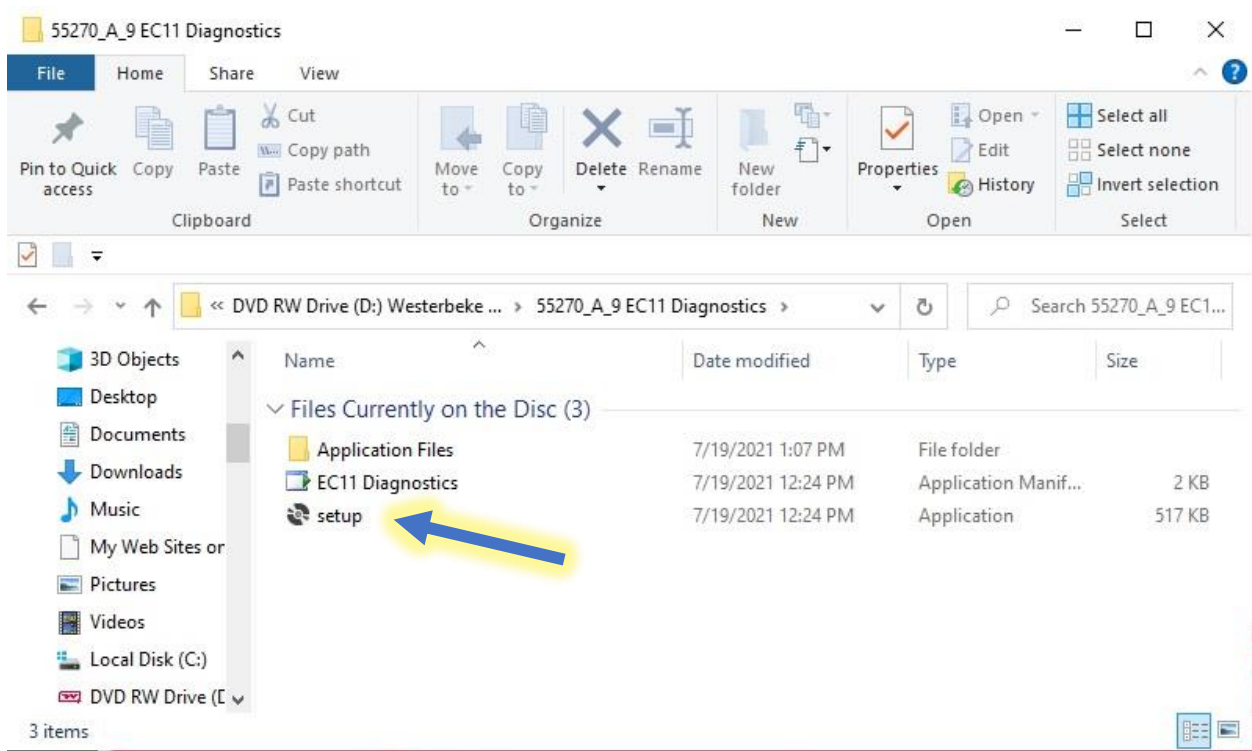 55270_A_9 EC11 Diagnostics
File Home Share View
Pin to Quick access
Copy
Paste
Cut
Copy path
Paste shortcut
Clipboard
Move to
Copy to
Delete
Rename
Organize
New folder
New
Properties
Open
Edit
History
Open
Select all
Select none
Invert selection
Select
« DVD RW Drive (D:) Westerbeke ... › 55270_A_9 EC11 Diagnostics ›
Search 55270_A_9 EC1...
3D Objects
Desktop
Documents
Downloads
Music
My Web Sites or
Pictures
Videos
Local Disk (C:)
DVD RW Drive (D
Name Date modified Type Size
Files Currently on the Disc (3)
Application Files 7/19/2021 1:07 PM File folder
EC11 Diagnostics 7/19/2021 12:24 PM Application Manif... 2 KB
setup 7/19/2021 12:24 PM Application 517 KB
3 items